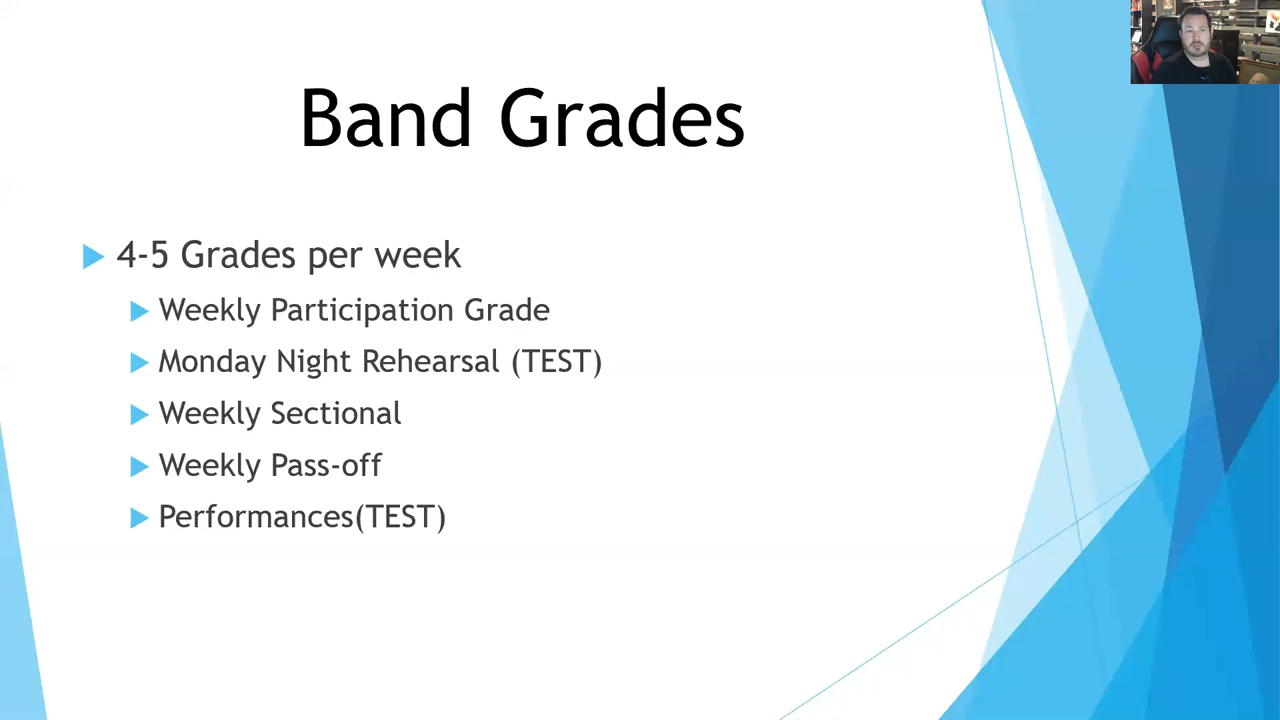 Band Grades
4-5 Grades per week
Weekly Participation Grade
Monday Night Rehearsal (TEST)
Weekly Sectional
Weekly Pass-off
Performances(TEST)